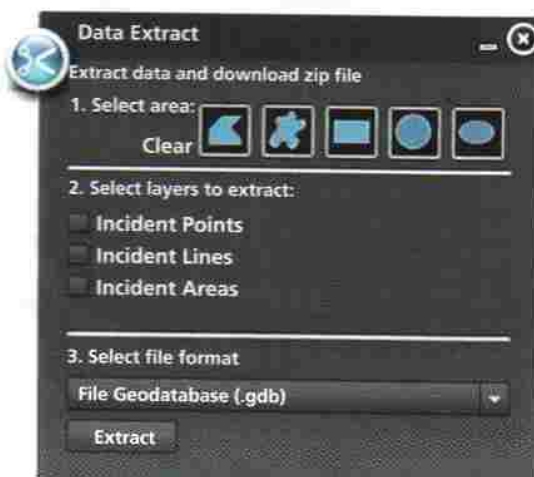 Data Extract
Extract data and download zip file
1. Select area:
Clear
2. Select layers to extract:
Incident Points
Incident Lines
Incident Areas
3. Select file format
File Geodatabase (.gdb)
Extract